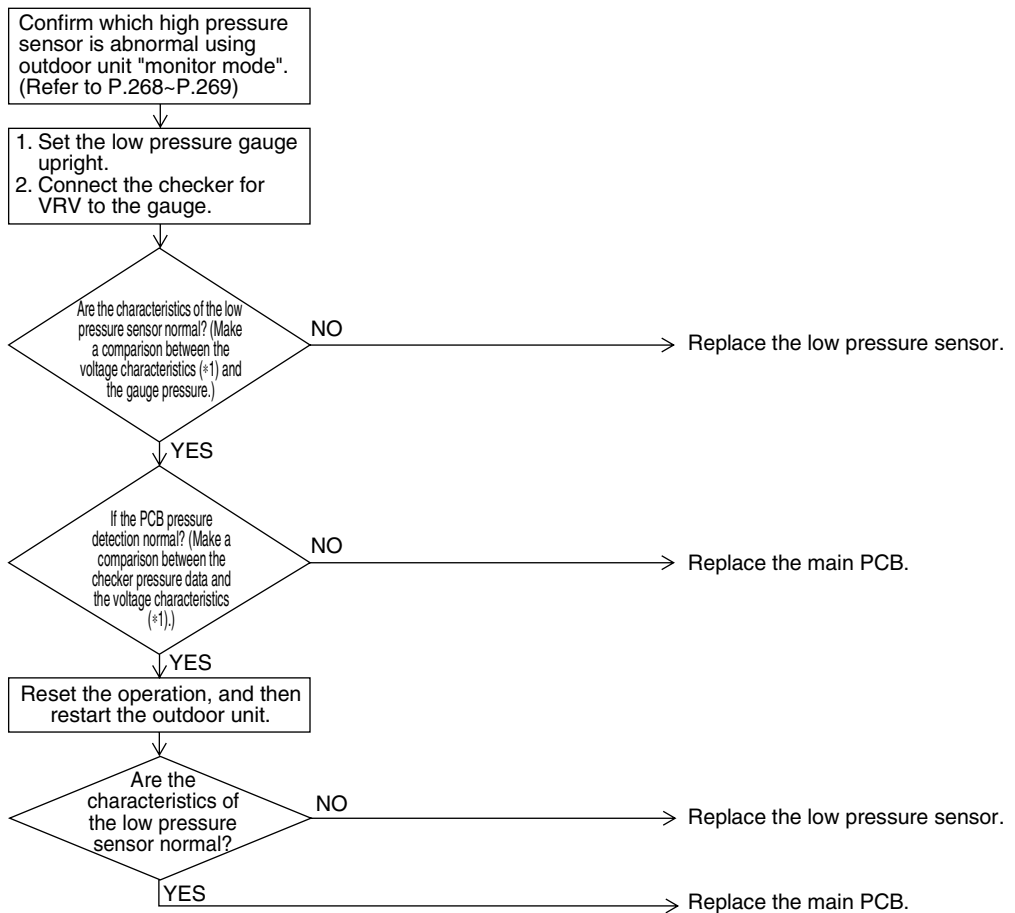 Confirm which high pressure
sensor is abnormal using
outdoor unit "monitor mode".
(Refer to P.268~P.269)
1. Set the low pressure gauge
upright.
2. Connect the checker for
VRV to the gauge.
Are the characteristics of the low
pressure sensor normal? (Make
a comparison between the
voltage characteristics (*1) and
the gauge pressure.)
NO
Replace the low pressure sensor.
YES
If the PCB pressure
detection normal? (Make a
comparison between the
checker pressure data and
the voltage characteristics
(*1).)
NO
Replace the main PCB.
YES
Reset the operation, and then
restart the outdoor unit.
Are the
characteristics of
the low pressure
sensor normal?
NO
Replace the low pressure sensor.
YES
Replace the main PCB.